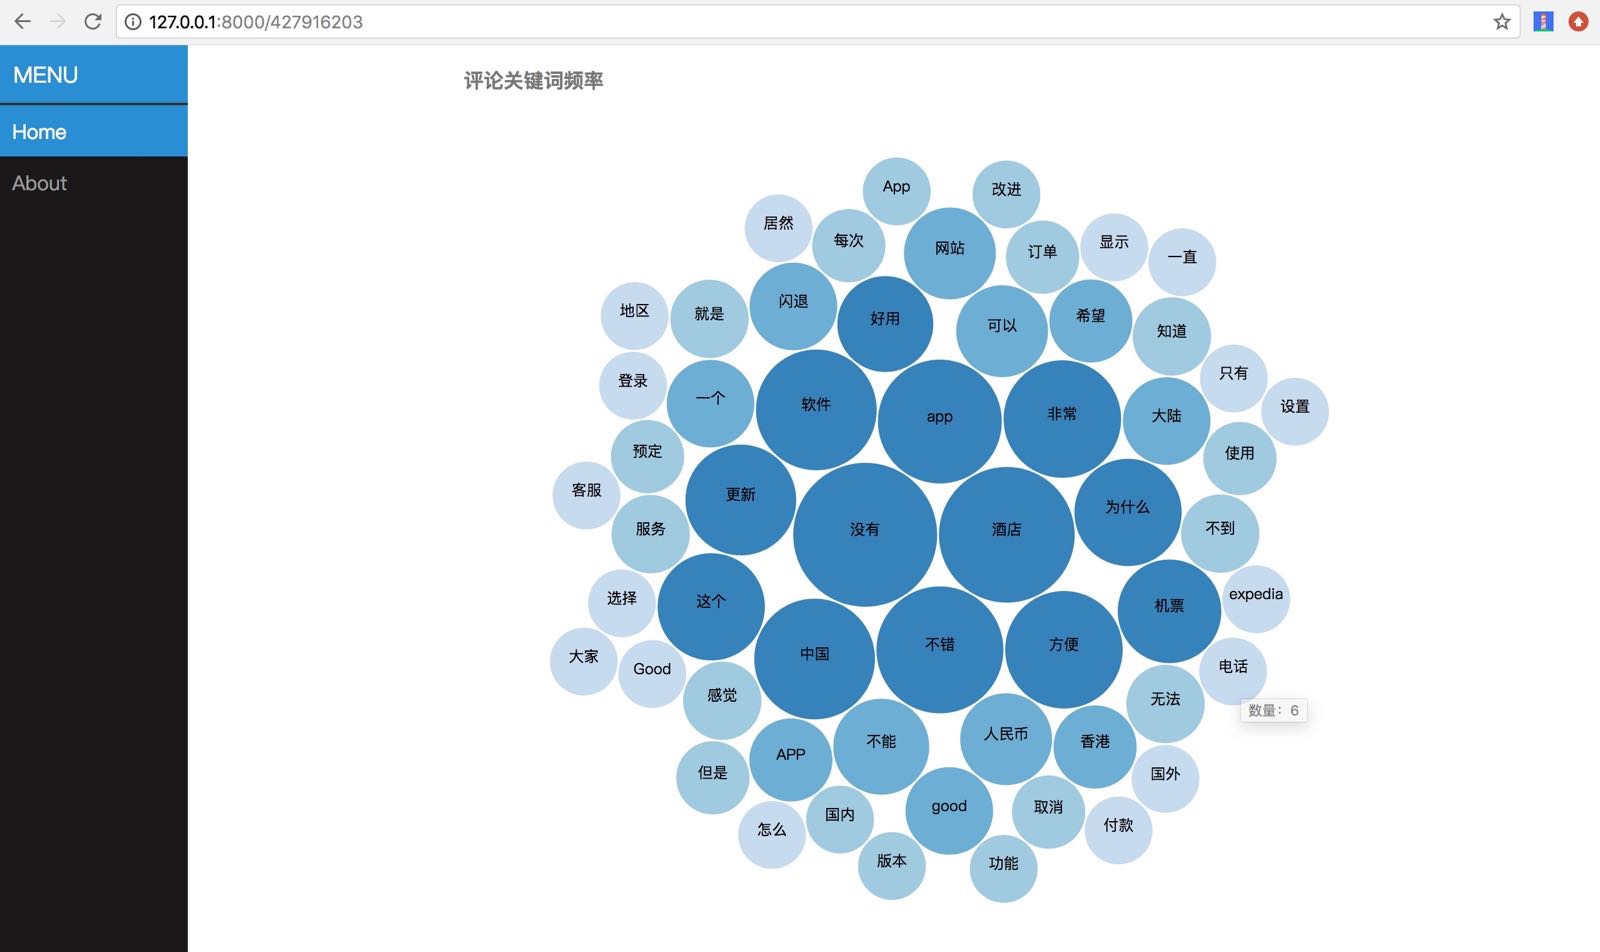 127.0.0.1:8000/427916203
MENU
Home
About
评论关键词频率
App
改进
居然
每次
网站
订单
显示
一直
地区
就是
闪退
好用
可以
希望
知道
登录
一个
软件
app
非常
大陆
只有
设置
预定
使用
客服
更新
服务
没有
酒店
为什么
不到
选择
这个
机票
expedia
大家
Good
中国
不错
方便
电话
感觉
无法
数量：6
但是
APP
不能
人民币
香港
国外
怎么
国内
good
取消
付款
版本
功能